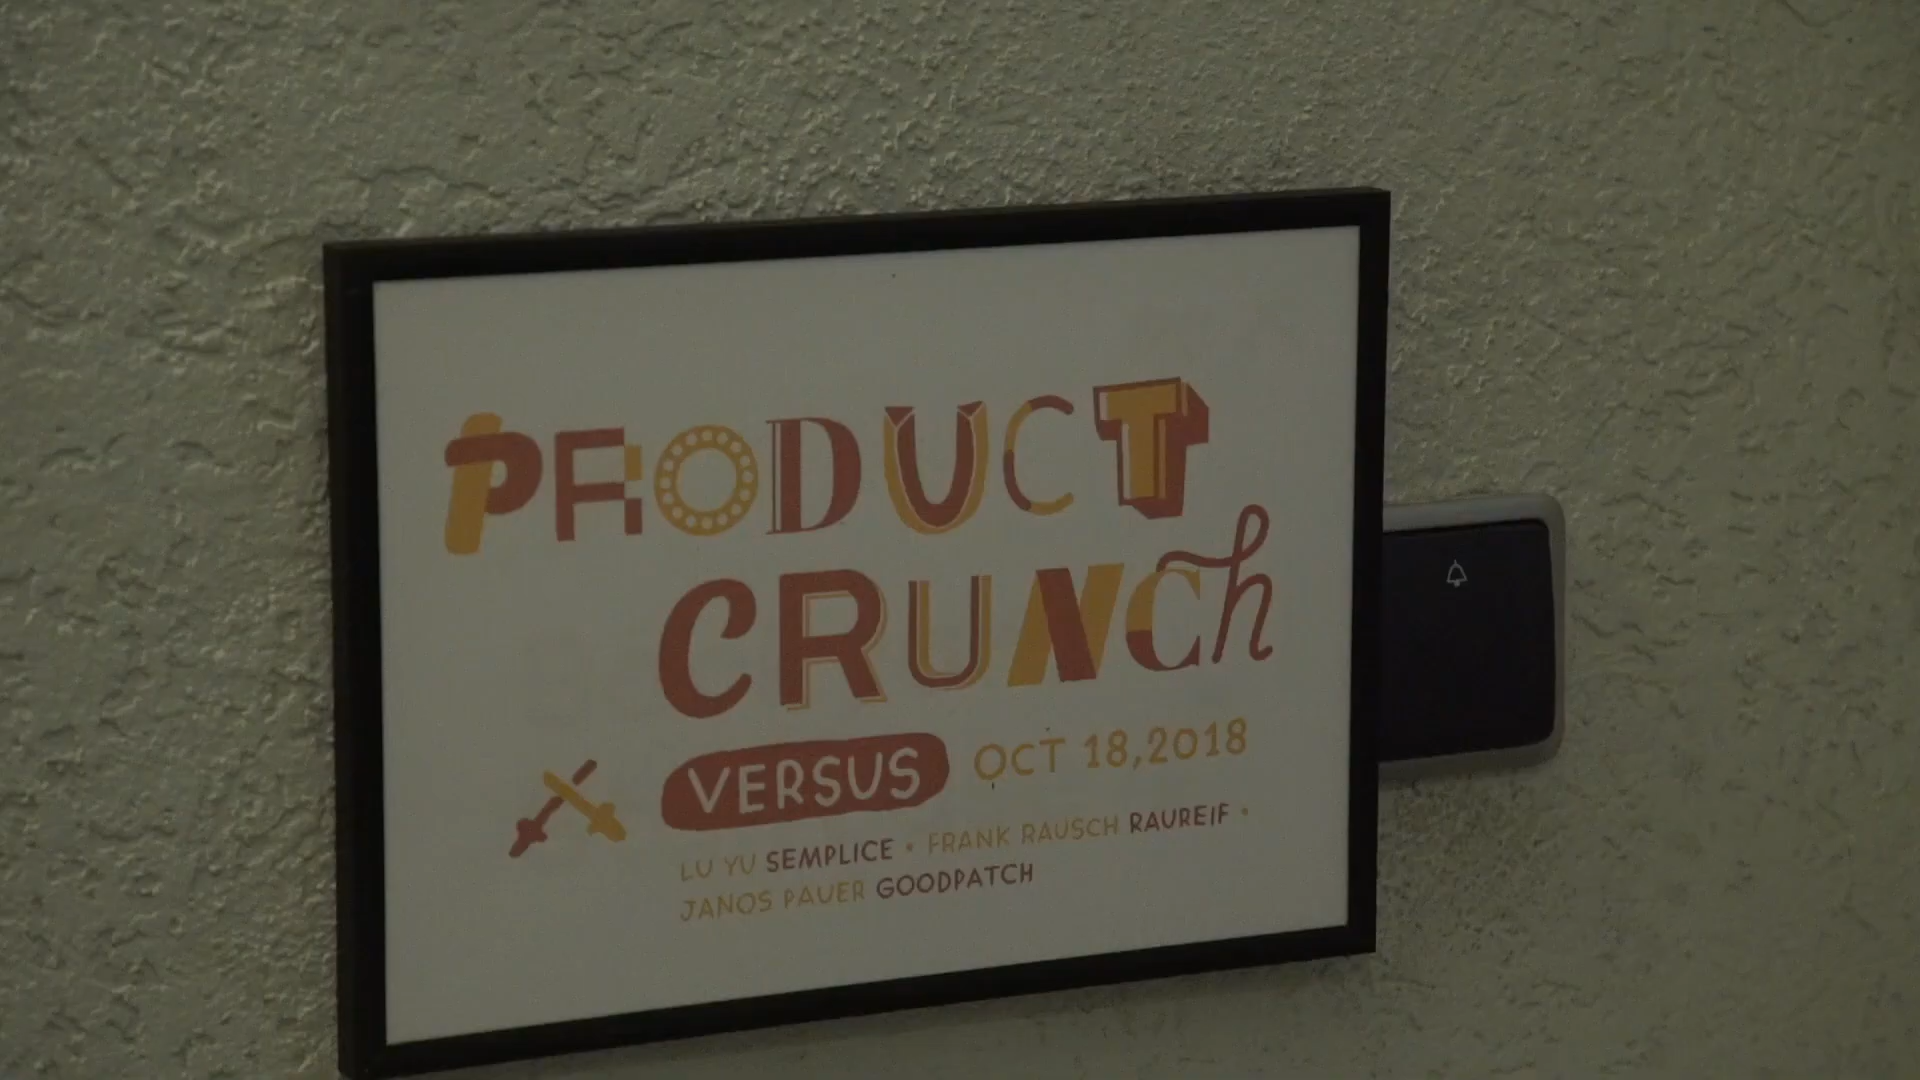 PRODUCT
CRUNCh
VERSUS OCT 18,2018
LU YU SEMPLICE • FRANK RAUSCH RAUREIF •
JANOS PAUER GOODPATCH